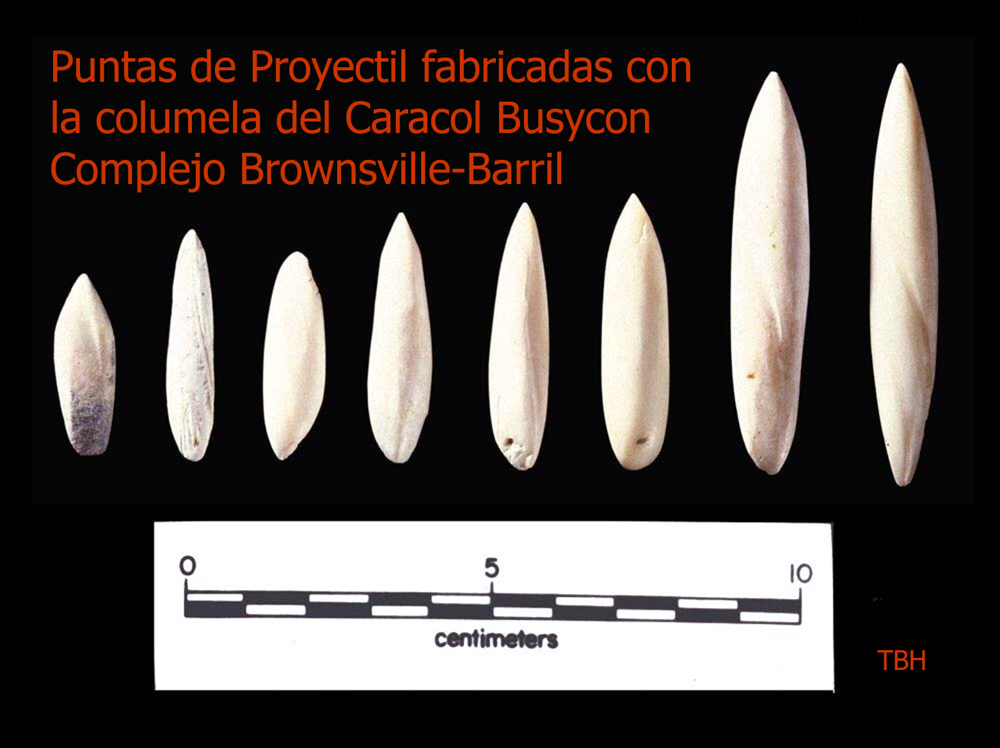 Puntas de Proyectil fabricadas con
la columela del Caracol Busycon
Complejo Brownsville-Barril
0 5 10
centimeters
TBH